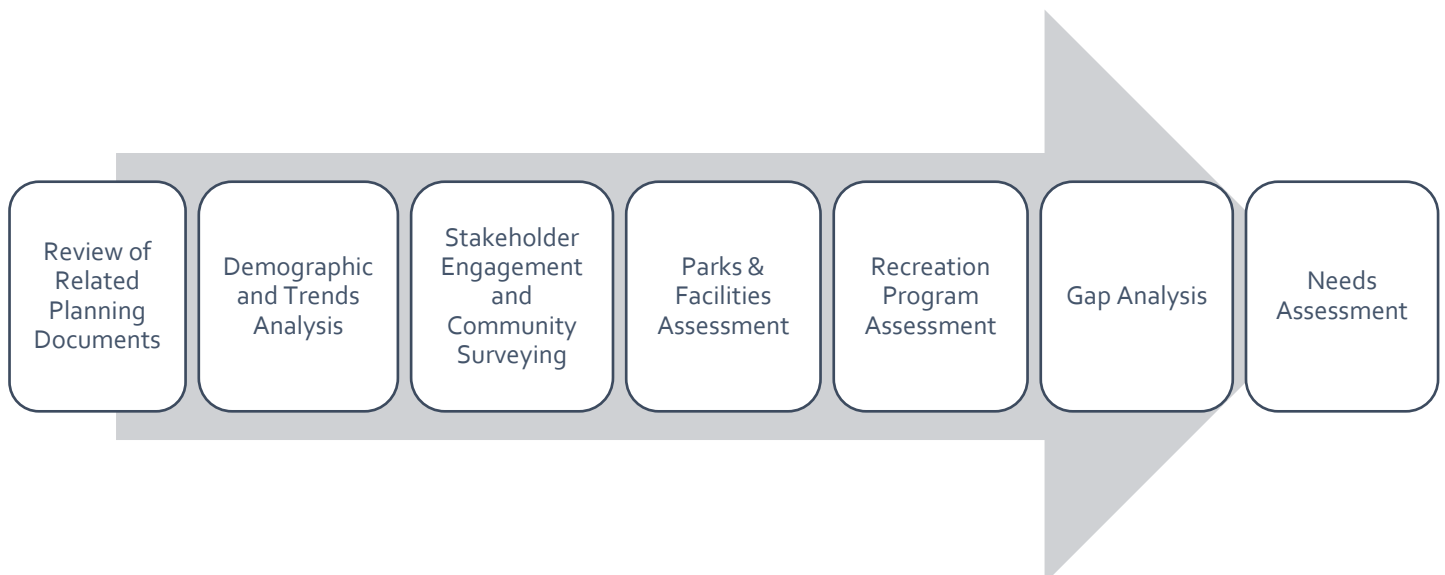 Review of
Related
Planning
Documents
Demographic
and Trends
Analysis
Stakeholder
Engagement
and
Community
Surveying
Parks &
Facilities
Assessment
Recreation
Program
Assessment
Gap Analysis
Needs
Assessment